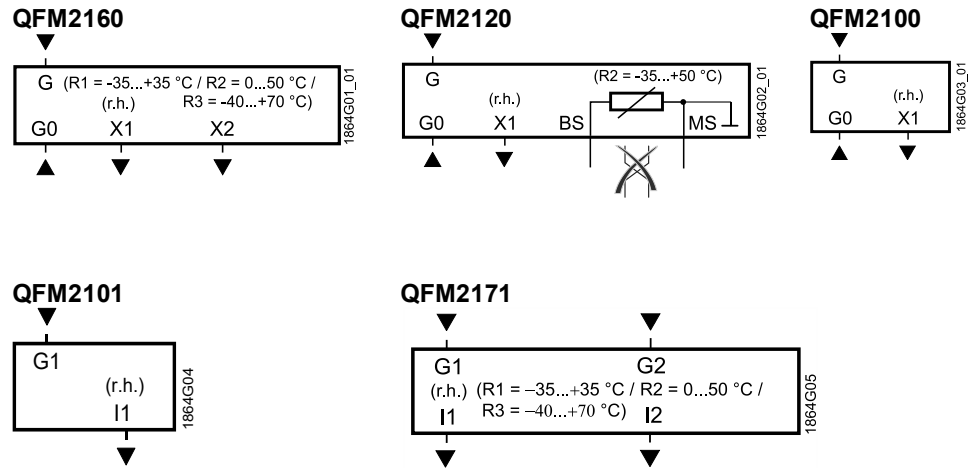 QFM2160
G (R1 = -35...+35 °C / R2 = 0...50 °C /
(r.h.) R3 = -40...+70 °C)
G0 X1 X2
1864G01_01
QFM2120
G (R2 = -35...+50 °C)
(r.h.)
G0 X1 BS MS
1864G02_01
QFM2100
G
(r.h.)
G0 X1
1864G03_01
QFM2101
G1
(r.h.)
I1
1864G04
QFM2171
G1 G2
(r.h.) (R1 = –35...+35 °C / R2 = 0...50 °C /
I1 R3 = –40...+70 °C) I2
1864G05